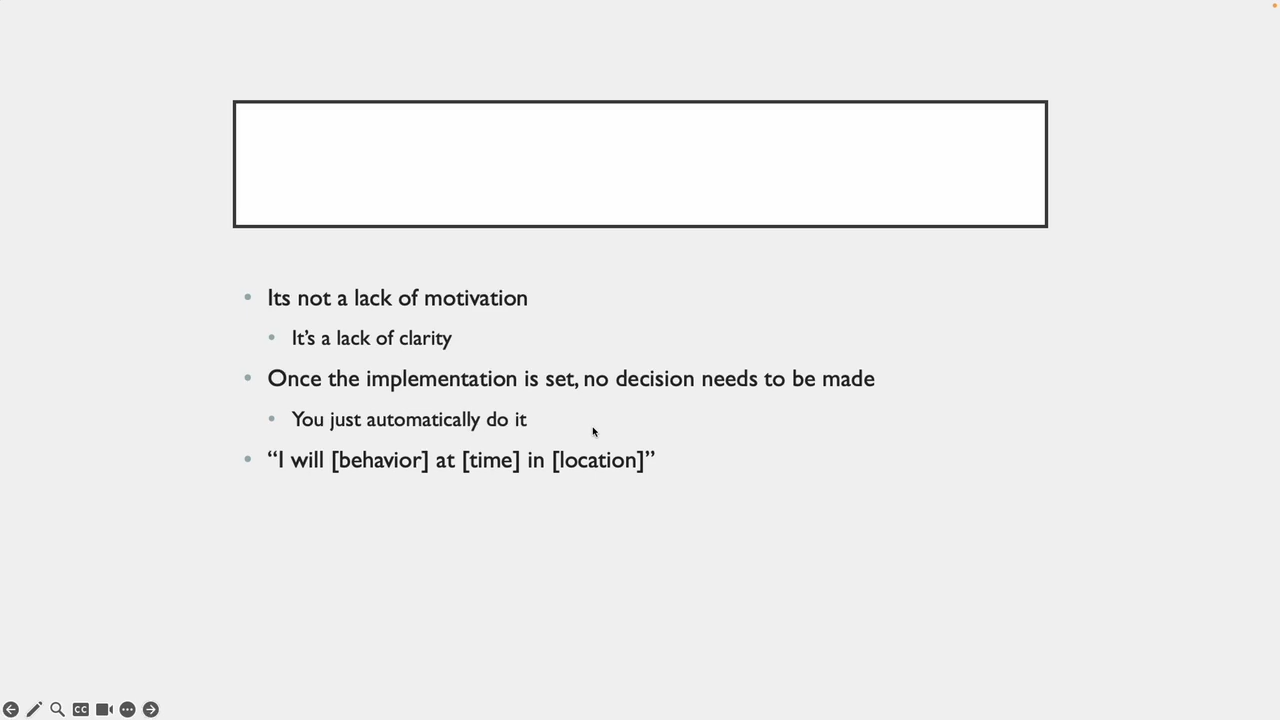 Its not a lack of motivation
It’s a lack of clarity
Once the implementation is set, no decision needs to be made
You just automatically do it
“I will [behavior] at [time] in [location]”
CC